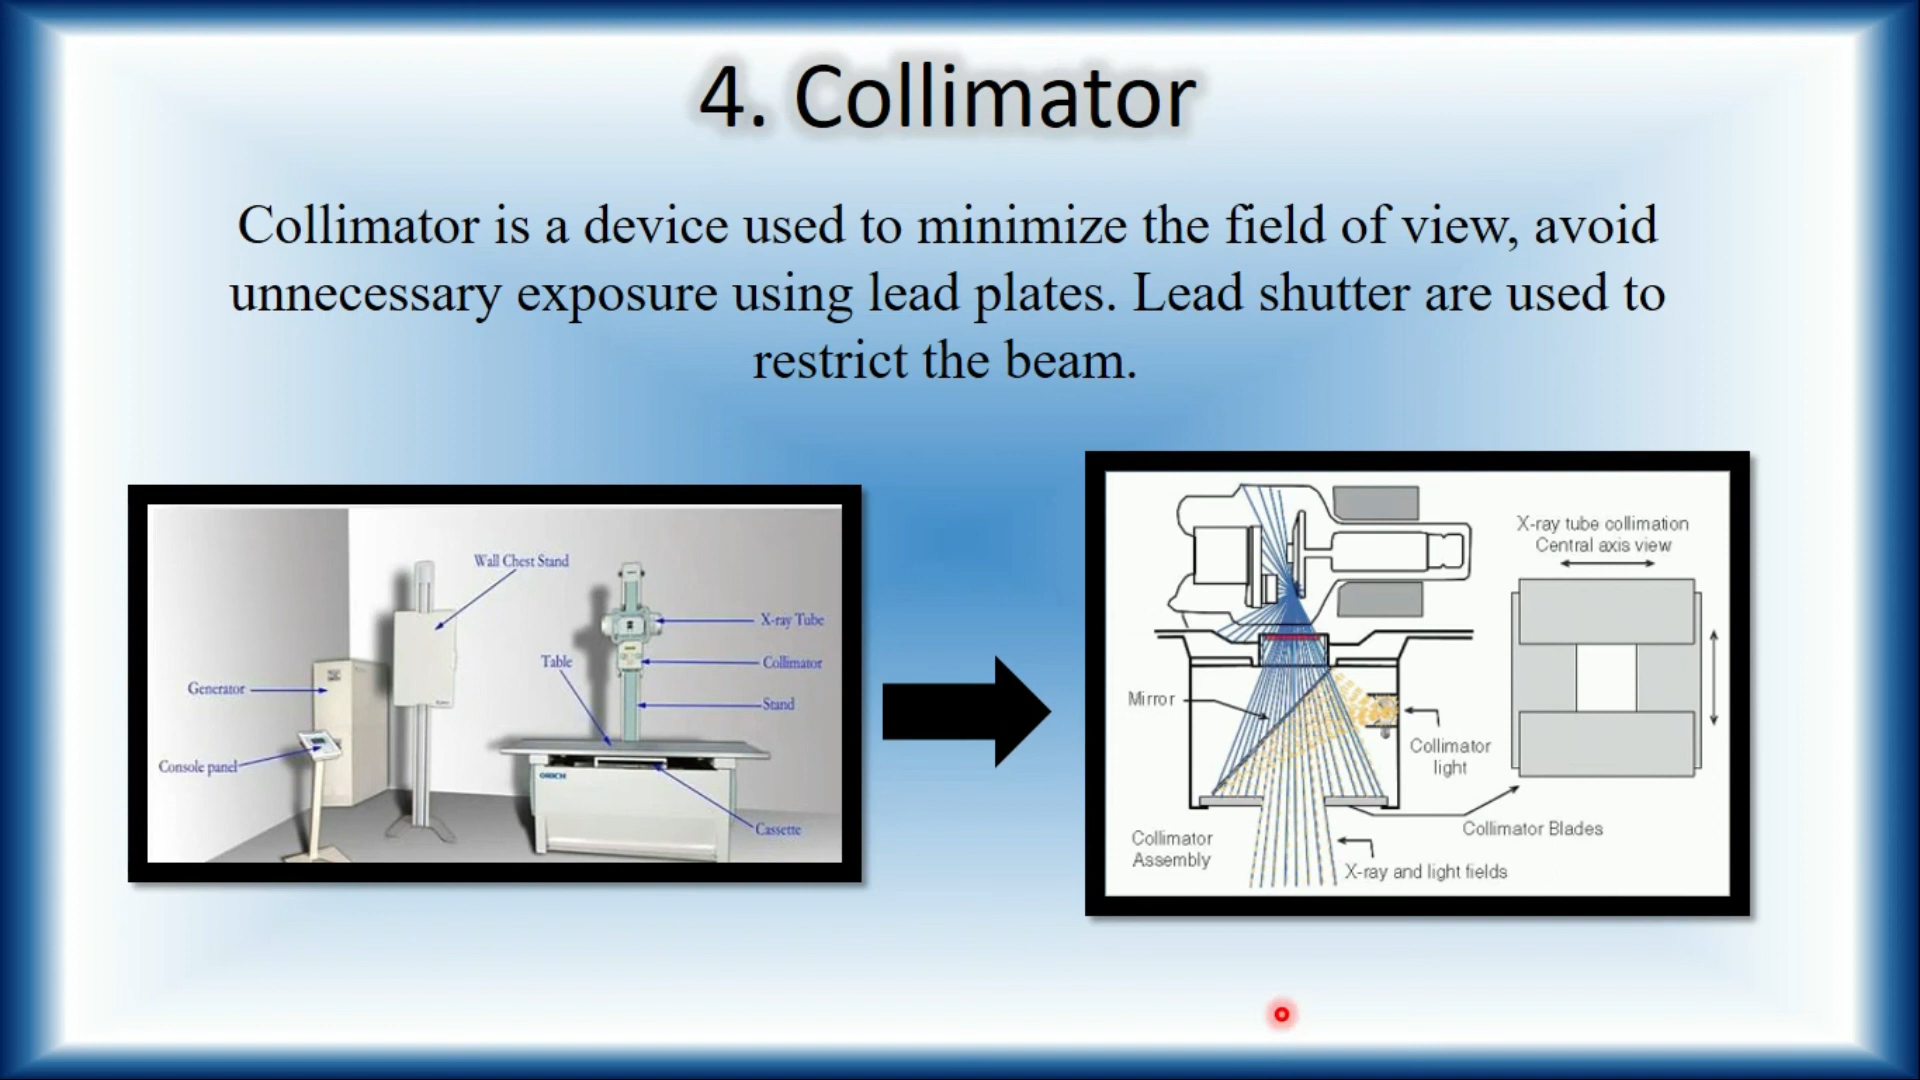 4. Collimator
Collimator is a device used to minimize the field of view, avoid
unnecessary exposure using lead plates. Lead shutter are used to
restrict the beam.
Wall Chest Stand
X-ray Tube
Table
Collimator
Generator
Stand
Console panel
ORICH
Cassette
X-ray tube collimation
Central axis view
Mirror
Collimator
light
Collimator Blades
Collimator
Assembly
X-ray and light fields